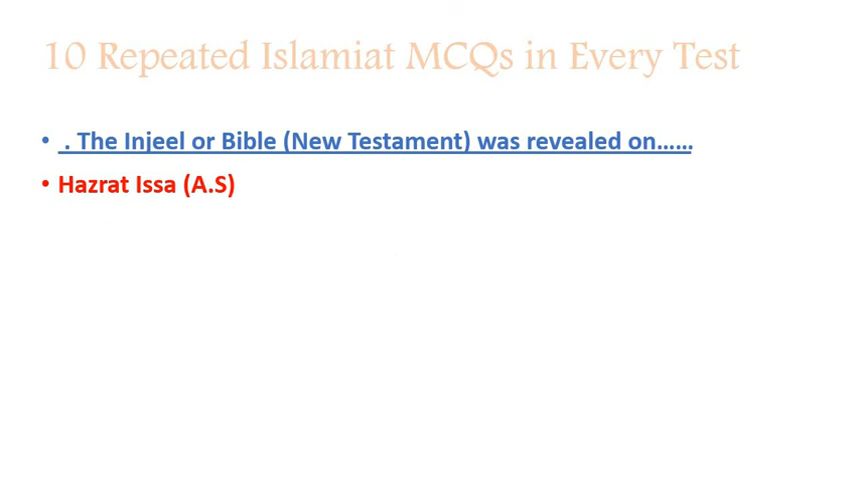 10 Repeated Islamiat MCQs in Every Test
• . The Injeel or Bible (New Testament) was revealed on......
• Hazrat Issa (A.S)